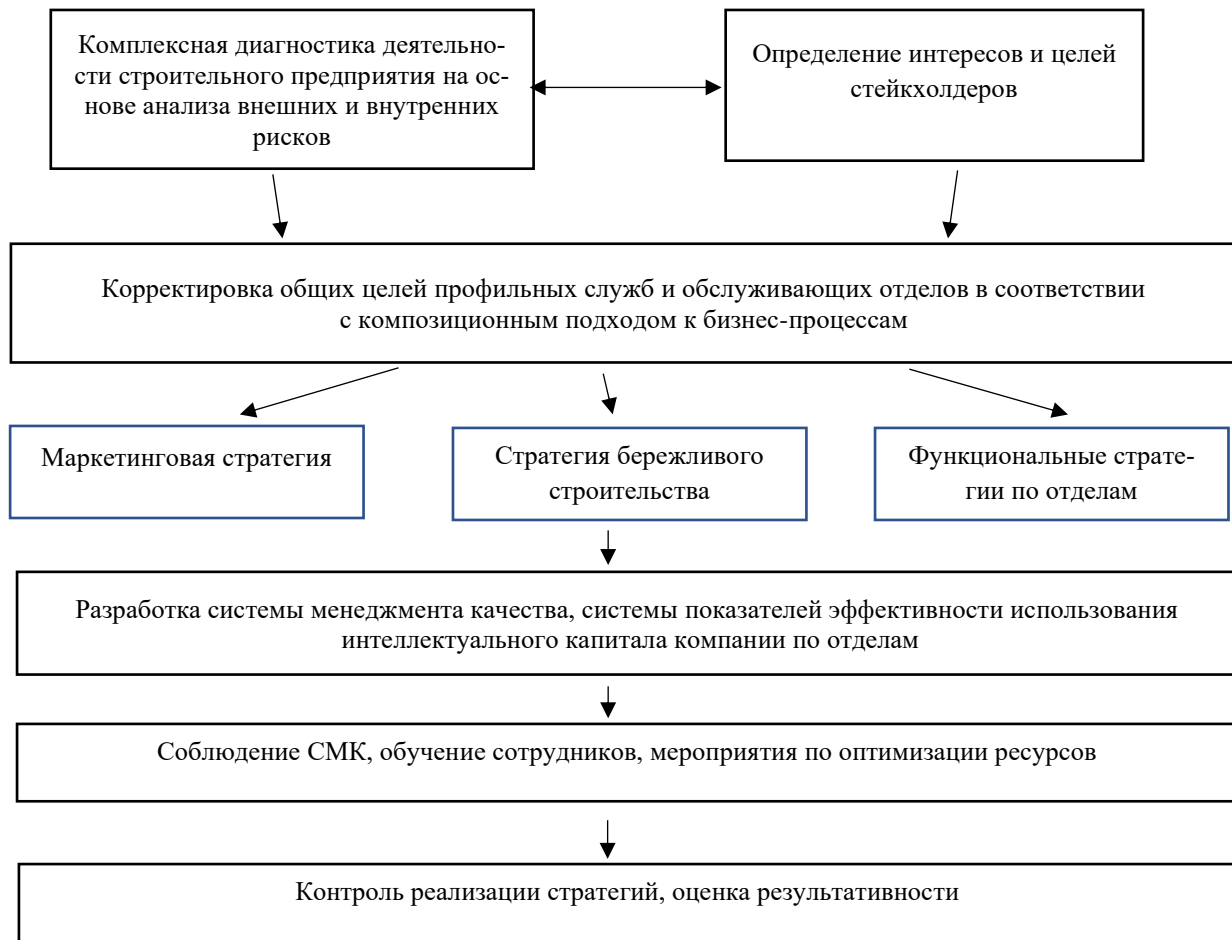 Комплексная диагностика деятельно-
сти строительного предприятия на ос-
нове анализа внешних и внутренних
рисков
Определение интересов и целей
стейкхолдеров
Корректировка общих целей профильных служб и обслуживающих отделов в соответствии
с композиционным подходом к бизнес-процессам
Маркетинговая стратегия
Стратегия бережливого
строительства
Функциональные страте-
гии по отделам
Разработка системы менеджмента качества, системы показателей эффективности использования
интеллектуального капитала компании по отделам
Соблюдение СМК, обучение сотрудников, мероприятия по оптимизации ресурсов
Контроль реализации стратегий, оценка результативности